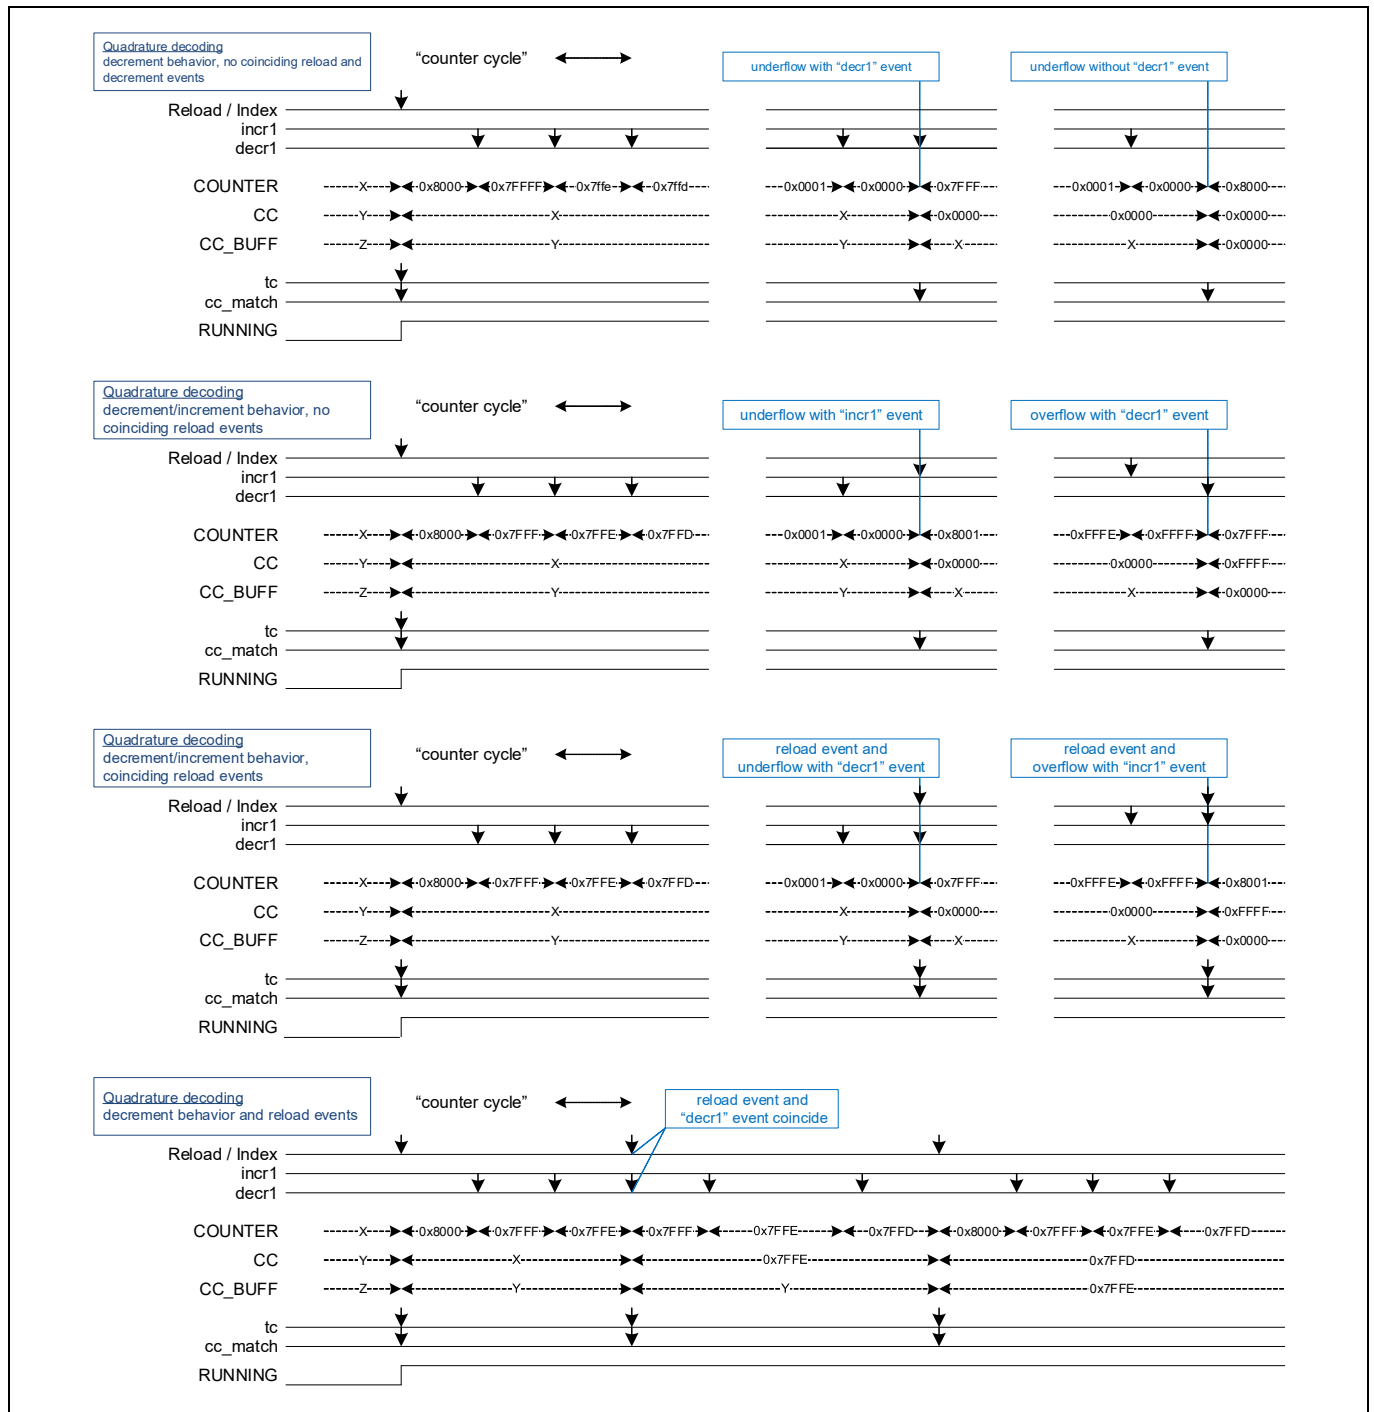 Quadrature decoding
decrement behavior, no coinciding reload and
decrement events
“counter cycle”
underflow with “decr1” event
underflow without “decr1” event
Reload / Index
incr1
decr1
COUNTER X 0x8000 0x7FFFF 0x7ffe 0x7ffd 0x0001 0x0000 0x7FFF 0x0001 0x0000 0x8000
CC Y X X 0x0000 0x0000 0x0000
CC_BUFF Z Y Y X X 0x0000
tc
cc_match
RUNNING
Quadrature decoding
decrement/increment behavior, no
coinciding reload events
“counter cycle”
underflow with “incr1” event
overflow with “decr1” event
Reload / Index
incr1
decr1
COUNTER X 0x8000 0x7FFF 0x7FFE 0x7FFD 0x0001 0x0000 0x8001 0xFFFE 0xFFFF 0x7FFF
CC Y X X 0x0000 0x0000 0xFFFF
CC_BUFF Z Y Y X X 0x0000
tc
cc_match
RUNNING
Quadrature decoding
decrement/increment behavior,
coinciding reload events
“counter cycle”
reload event and
underflow with “decr1” event
reload event and
overflow with “incr1” event
Reload / Index
incr1
decr1
COUNTER X 0x8000 0x7FFF 0x7FFE 0x7FFD 0x0001 0x0000 0x7FFF 0xFFFE 0xFFFF 0x8001
CC Y X X 0x0000 0x0000 0xFFFF
CC_BUFF Z Y Y X X 0x0000
tc
cc_match
RUNNING
Quadrature decoding
decrement behavior and reload events
“counter cycle”
reload event and
“decr1” event coincide
Reload / Index
incr1
decr1
COUNTER X 0x8000 0x7FFF 0x7FFE 0x7FFF 0x7FFE 0x7FFD 0x8000 0x7FFF 0x7FFE 0x7FFD
CC Y X 0x7FFE 0x7FFD
CC_BUFF Z Y Y 0x7FFE
tc
cc_match
RUNNING